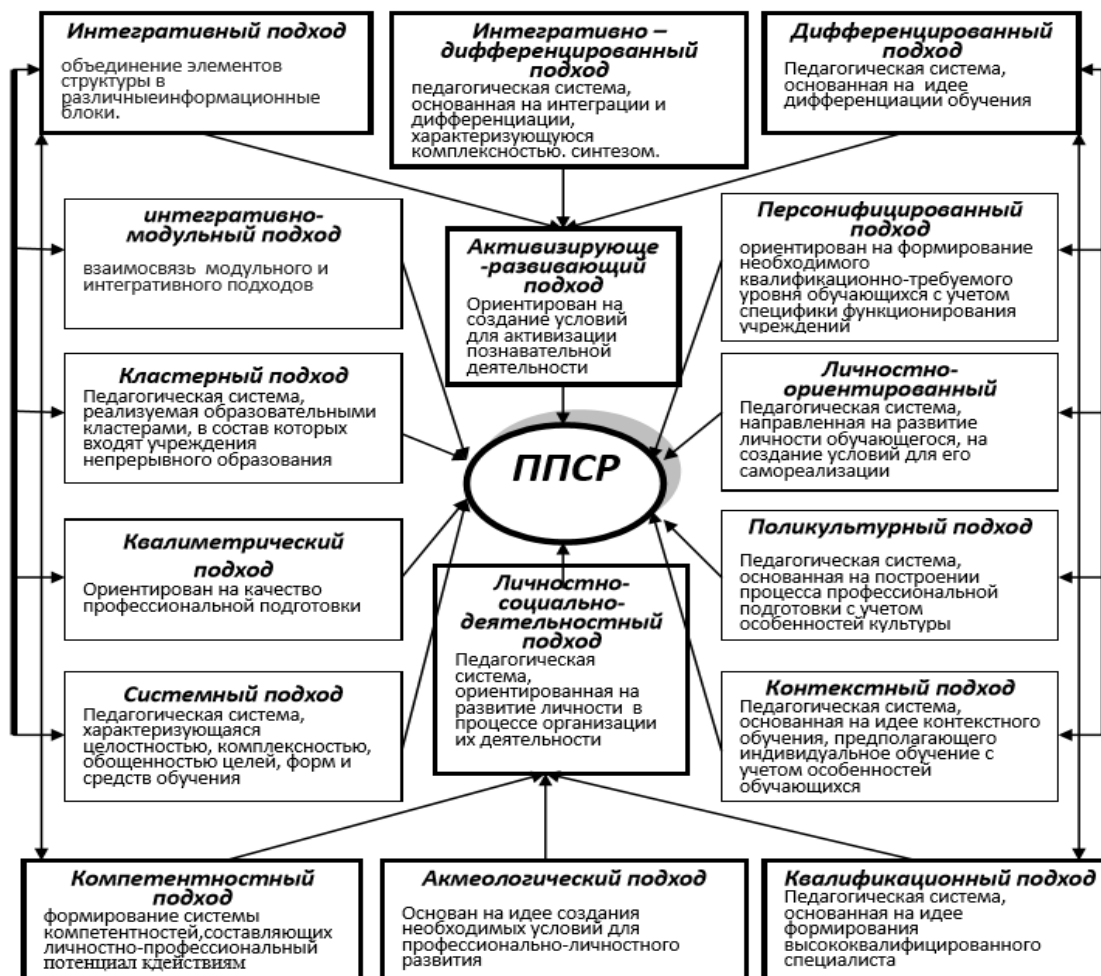 Интегративный подход
объединение элементов
структуры в
различныеинформационные
блоки.
Интегративно –
дифференцированный
подход
педагогическая система,
основанная на интеграции и
дифференциации,
характеризующуюся
комплексностью. синтезом.
Дифференцированный
подход
Педагогическая система,
основанная на идее
дифференциации обучения
интегративно-
модульный подход
взаимосвязь модульного и
интегративного подходов
Активизирующе
-развивающий
подход
Ориентирован на
создание условий
для активизации
познавательной
деятельности
Персонифицированный
подход
ориентирован на формирование
необходимого
квалификационно-требуемого
уровня обучающихся с учетом
специфики функционирования
учреждений
Кластерный подход
Педагогическая система,
реализуемая образовательными
кластерами, в состав которых
входят учреждения
непрерывного образования
ППСР
Личностно-
ориентированный
Педагогическая система,
направленная на развитие
личности обучающегося, на
создание условий для его
самореализации
Квалиметрический
подход
Ориентирован на качество
профессиональной подготовки
Личностно-
социально-
деятельностный
подход
Педагогическая
система,
ориентированная на
развитие личности в
процессе организации
их деятельности
Поликультурный подход
Педагогическая система,
основанная на построении
процесса профессиональной
подготовки с учетом
особенностей культуры
Системный подход
Педагогическая система,
характеризующаяся
целостностью, комплексностью,
обощенностью целей, форм и
средств обучения
Контекстный подход
Педагогическая система,
основанная на идее контекстного
обучения, предполагающего
индивидуальное обучение с
учетом особенностей
обучающихся
Компетентностный
подход
формирование системы
компетентностей,составляющих
личностно-профессиональный
потенциал кдействиям
Акмеологический подход
Основан на идее создания
необходимых условий для
профессионально-личностного
развития
Квалификационный подход
Педагогическая система,
основанная на идее
формирования
высококвалифицированного
специалиста